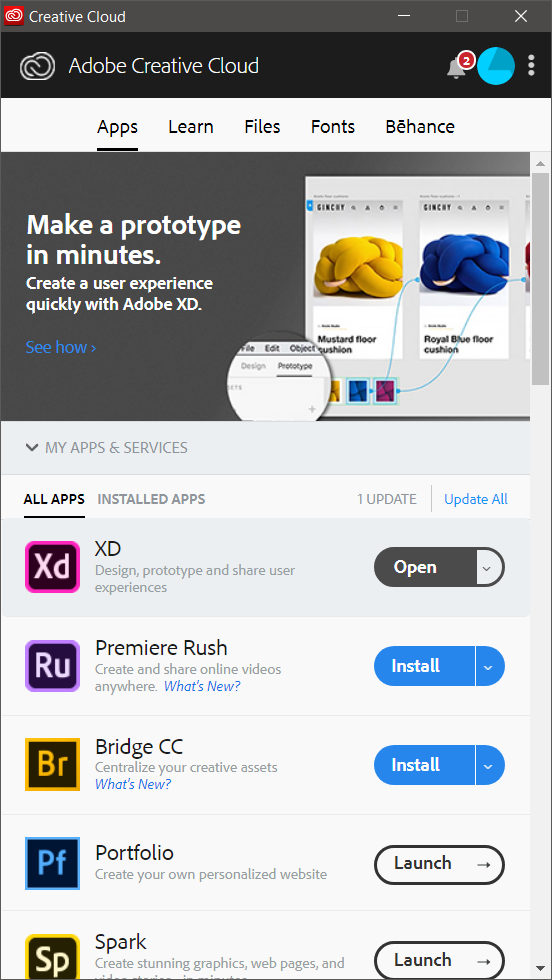 Creative Cloud
Adobe Creative Cloud
2
Apps Learn Files Fonts Bēhance
Make a prototype
in minutes.
Create a user experience
quickly with Adobe XD.
See how ›
GINCHY
GINCHY
Mustard floor
cushion
Royal Blue floor
cushion
File Edit Object
Design Prototype
MY APPS & SERVICES
ALL APPS INSTALLED APPS 1 UPDATE Update All
Xd
XD
Design, prototype and share user
experiences
Open
Ru
Premiere Rush
Create and share online videos
anywhere. What's New?
Install
Br
Bridge CC
Centralize your creative assets
What's New?
Install
Pf
Portfolio
Create your own personalized website
Launch →
Sp
Spark
Create stunning graphics, web pages, and
video stories - in minutes
Launch →